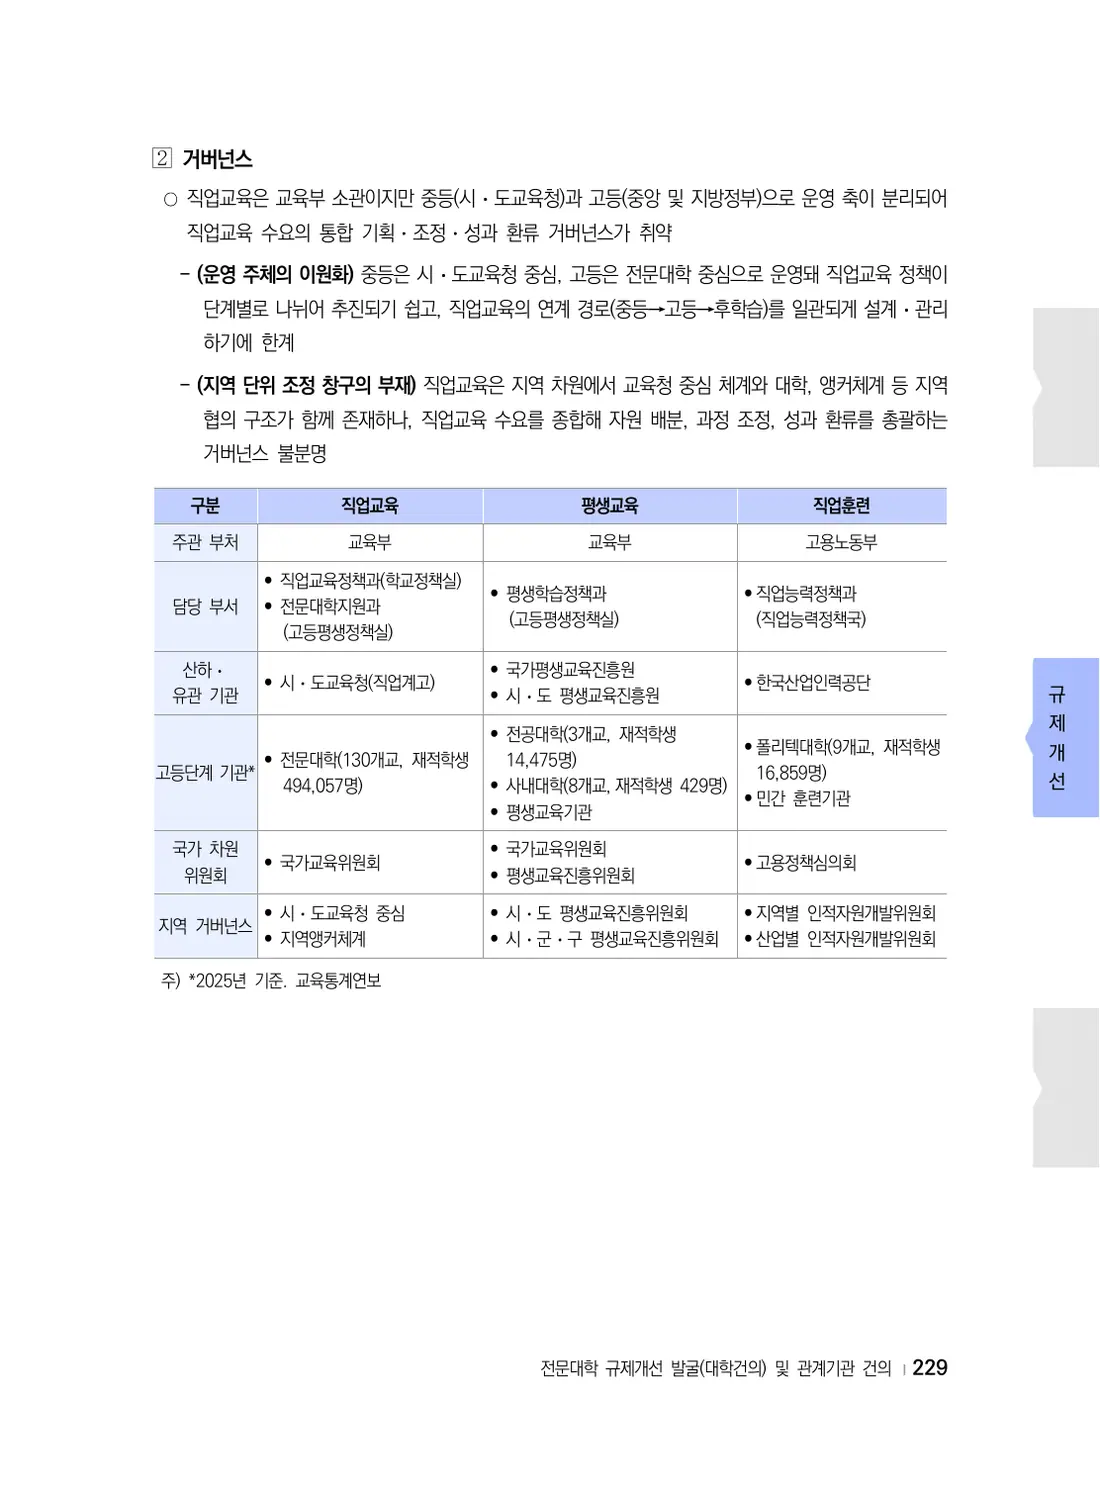 2 거버넌스
○ 직업교육은 교육부 소관이지만 중등(시·도교육청)과 고등(중앙 및 지방정부)으로 운영 축이 분리되어
직업교육 수요의 통합 기획·조정·성과 환류 거버넌스가 취약
- (운영 주체의 이원화) 중등은 시·도교육청 중심, 고등은 전문대학 중심으로 운영돼 직업교육 정책이
단계별로 나뉘어 추진되기 쉽고, 직업교육의 연계 경로(중등→고등→후학습)를 일관되게 설계·관리
하기에 한계
- (지역 단위 조정 창구의 부재) 직업교육은 지역 차원에서 교육청 중심 체계와 대학, 앵커체계 등 지역
협의 구조가 함께 존재하나, 직업교육 수요를 종합해 자원 배분, 과정 조정, 성과 환류를 총괄하는
거버넌스 불분명
구분 직업교육 평생교육 직업훈련
주관 부처 교육부 교육부 고용노동부
담당 부서
• 직업교육정책과(학교정책실)
• 전문대학지원과
(고등평생정책실)
• 평생학습정책과
(고등평생정책실)
• 직업능력정책과
(직업능력정책국)
산하·
유관 기관
• 시·도교육청(직업계고)
• 국가평생교육진흥원
• 시·도 평생교육진흥원
• 한국산업인력공단
고등단계 기관*
• 전문대학(130개교, 재적학생
494,057명)
• 전공대학(3개교, 재적학생
14,475명)
• 사내대학(8개교, 재적학생 429명)
• 평생교육기관
• 폴리텍대학(9개교, 재적학생
16,859명)
• 민간 훈련기관
국가 차원
위원회
• 국가교육위원회
• 국가교육위원회
• 평생교육진흥위원회
• 고용정책심의회
지역 거버넌스
• 시·도교육청 중심
• 지역앵커체계
• 시·도 평생교육진흥위원회
• 시·군·구 평생교육진흥위원회
• 지역별 인적자원개발위원회
• 산업별 인적자원개발위원회
주) *2025년 기준. 교육통계연보
규
제
개
선
전문대학 규제개선 발굴(대학건의) 및 관계기관 건의 | 229